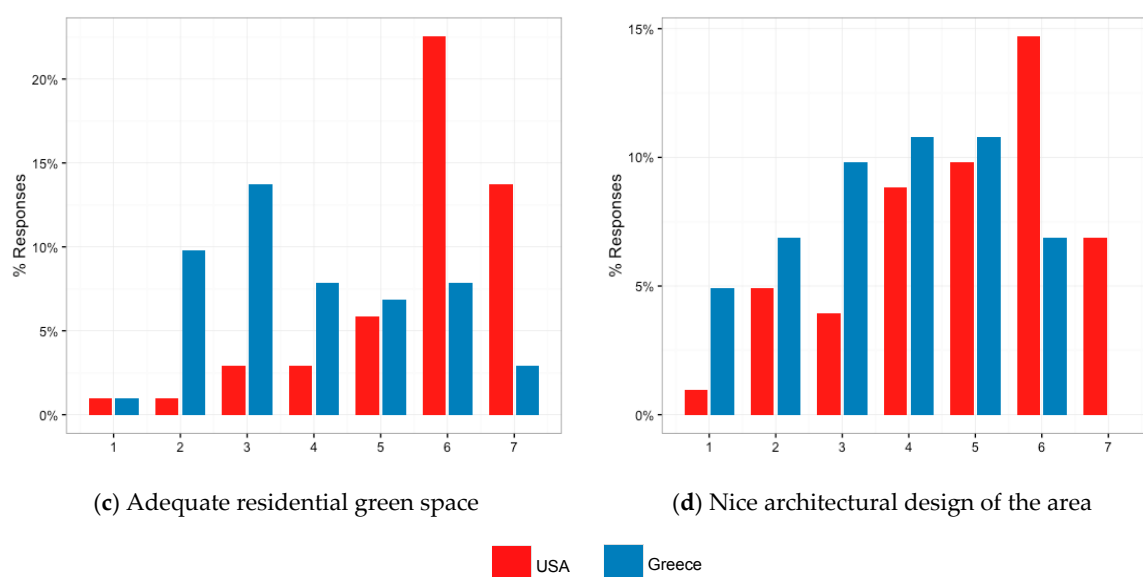 % Responses
20%
15%
10%
5%
0%
1 2 3 4 5 6 7
(c) Adequate residential green space
% Responses
15%
10%
5%
0%
1 2 3 4 5 6 7
(d) Nice architectural design of the area
USA Greece